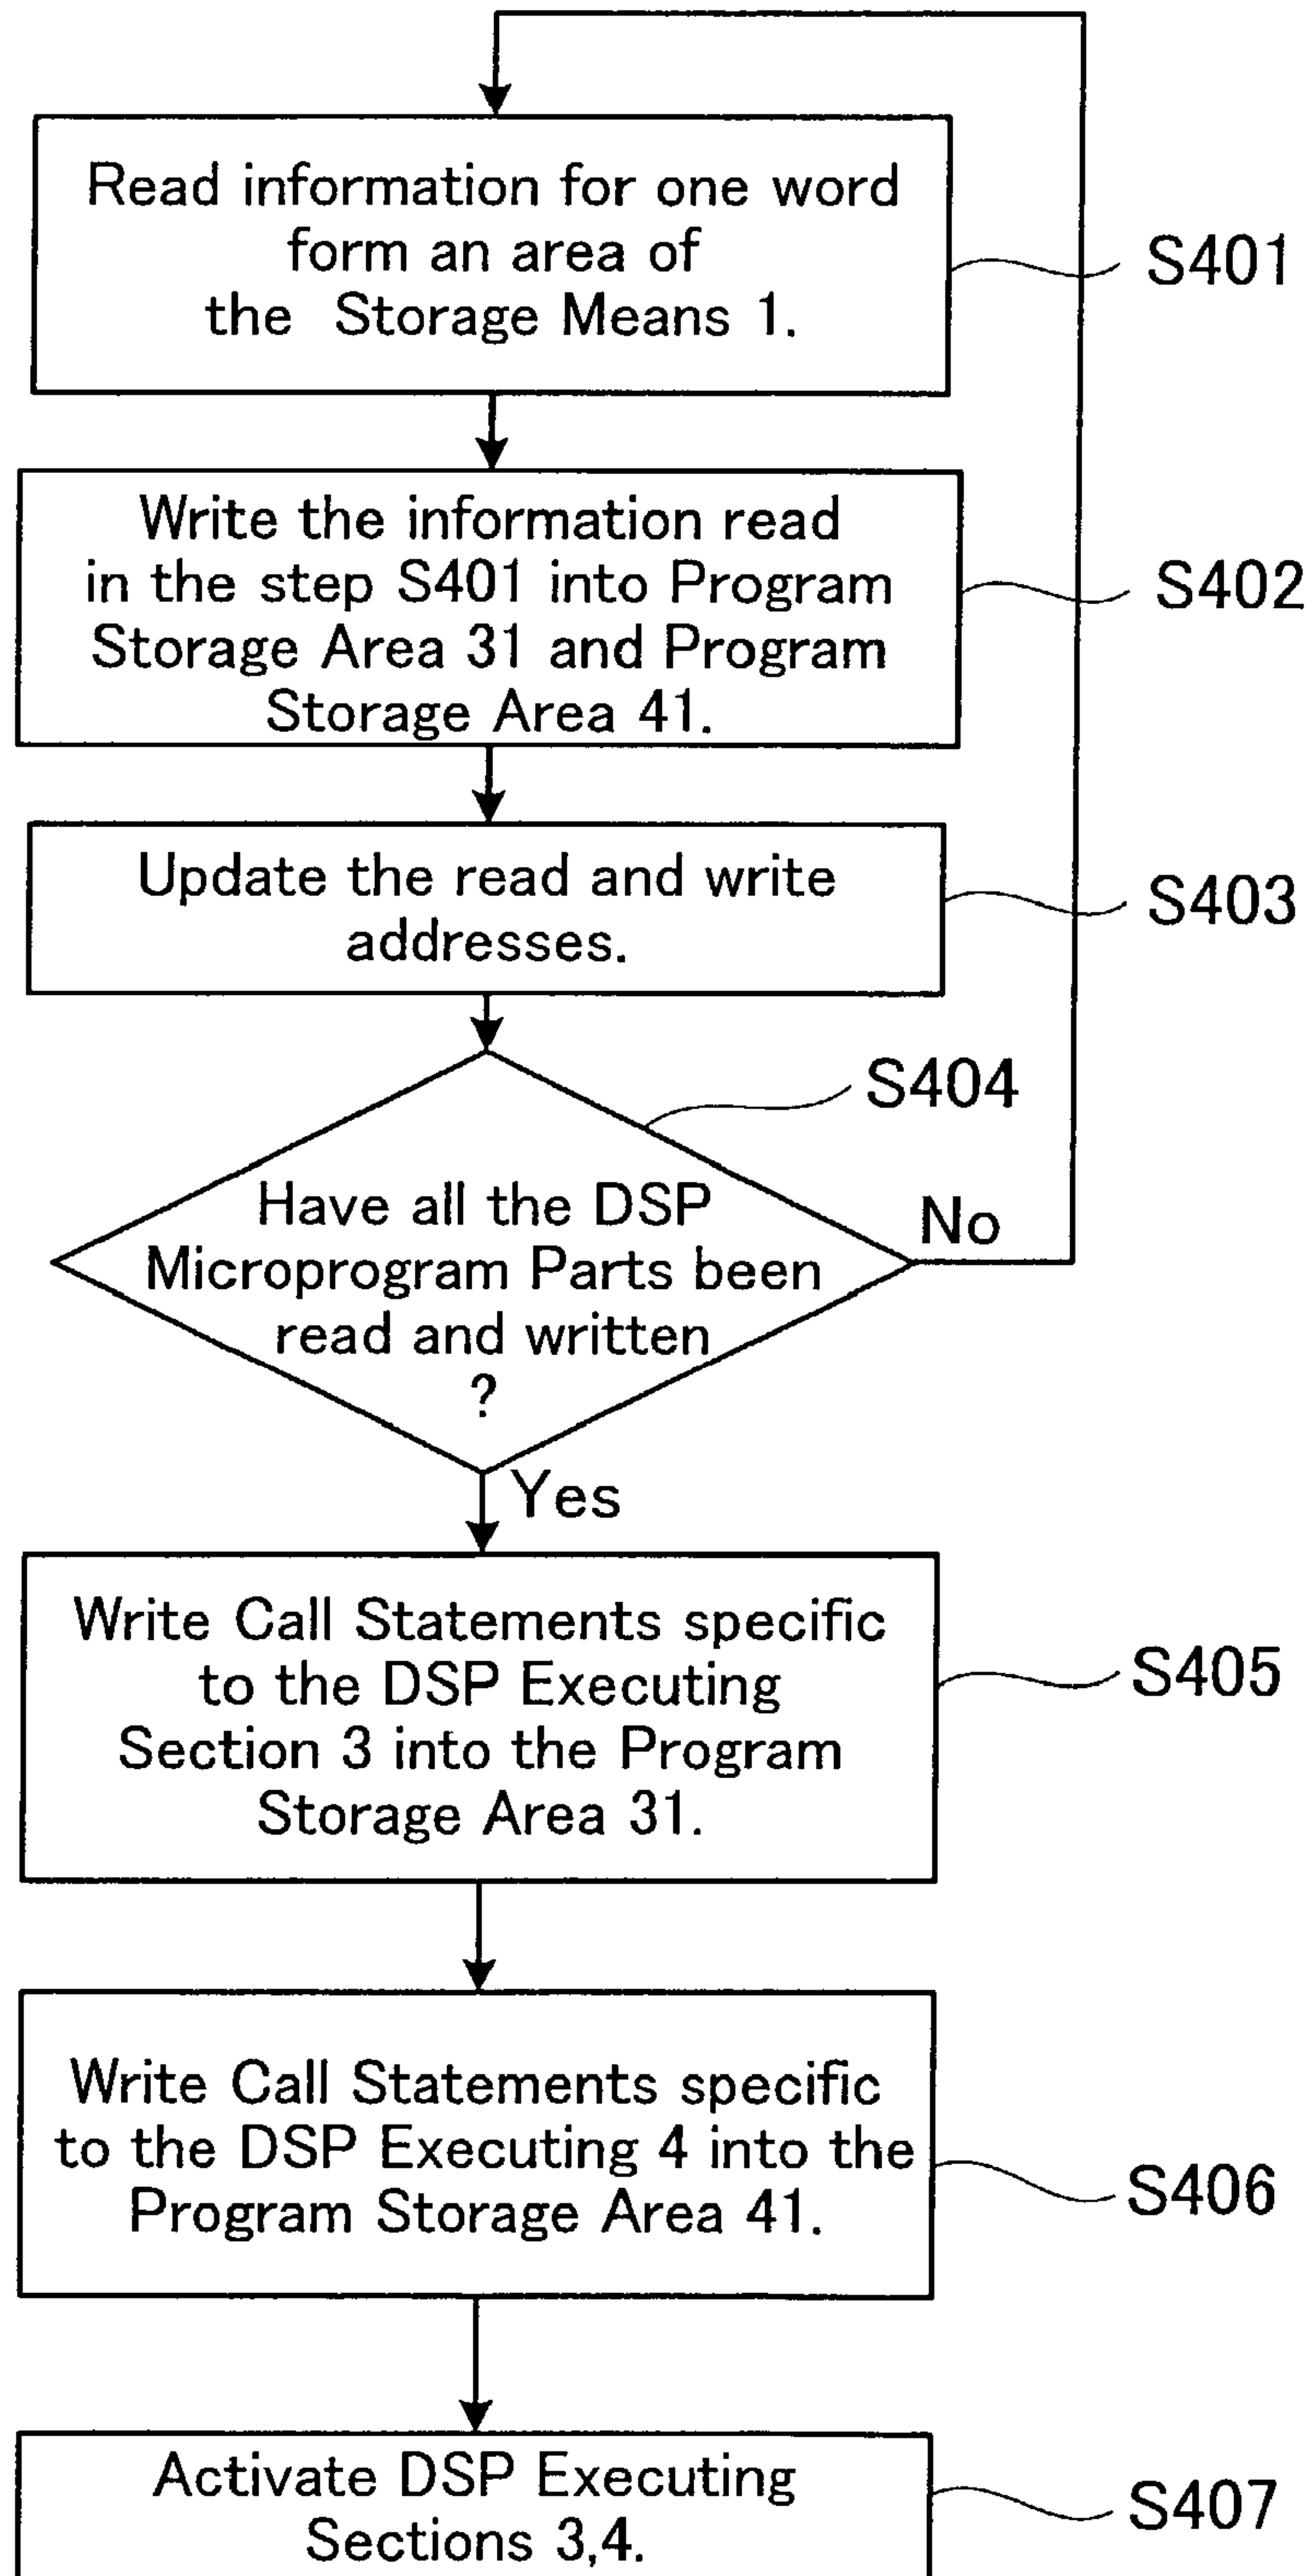 Read information for one word
form an area of
the Storage Means 1.
S401
Write the information read
in the step S401 into Program
Storage Area 31 and Program
Storage Area 41.
S402
Update the read and write
addresses.
S403
S404
Have all the DSP
Microprogram Parts been
read and written
?
No
Yes
Write Call Statements specific
to the DSP Executing
Section 3 into the Program
Storage Area 31.
S405
Write Call Statements specific
to the DSP Executing 4 into the
Program Storage Area 41.
S406
Activate DSP Executing
Sections 3,4.
S407